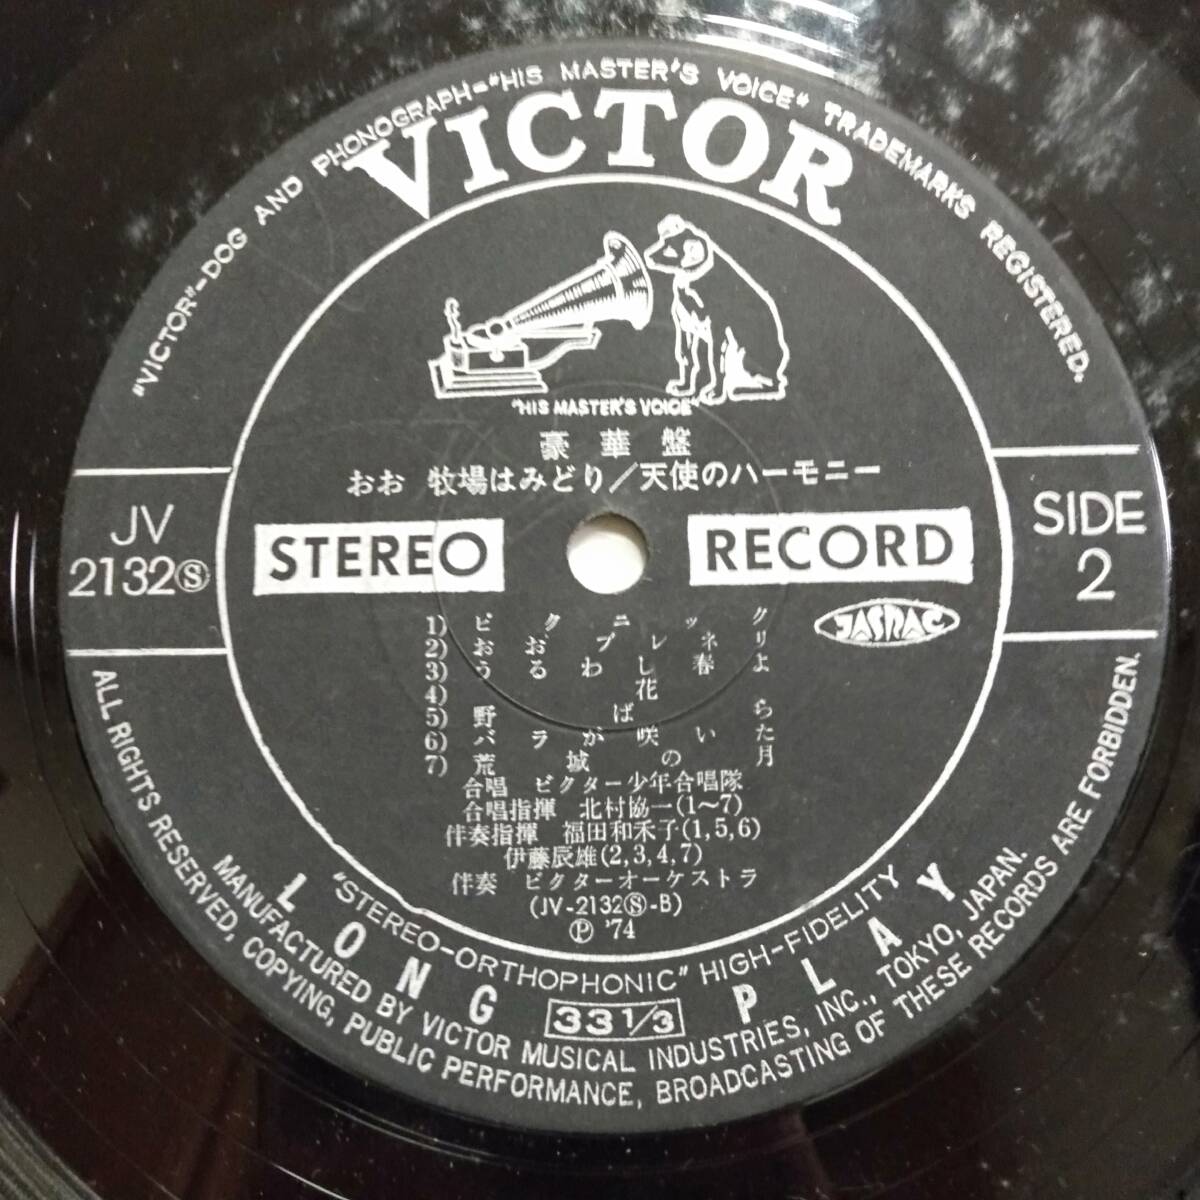 "VICTOR"-DOG AND PHONOGRAPH-"HIS MASTER'S VOICE" TRADEMARKS REGISTERED.
VICTOR
"HIS MASTER'S VOICE"
豪華盤
おお 牧場はみどり/天使のハーモニー
JV
2132Ⓢ
STEREO
RECORD
SIDE
2
JASRAC
1) ピクニック
2) おおプレネリ
3) うるわし春よ
4) 花
5) 野ばら
6) バラが咲いた
7) 荒城の月
合唱 ビクター少年合唱隊
合唱指揮 北村協一(1〜7)
伴奏指揮 福田和禾子(1,5,6)
伊藤辰雄(2,3,4,7)
伴奏 ビクターオーケストラ
(JV-2132Ⓢ-B)
Ⓟ '74
"STEREO-ORTHOPHONIC" HIGH-FIDELITY
LONG 33 1/3 PLAY
MANUFACTURED BY VICTOR MUSICAL INDUSTRIES, INC., TOKYO, JAPAN.
ALL RIGHTS RESERVED, COPYING, PUBLIC PERFORMANCE, BROADCASTING OF THESE RECORDS ARE FORBIDDEN.